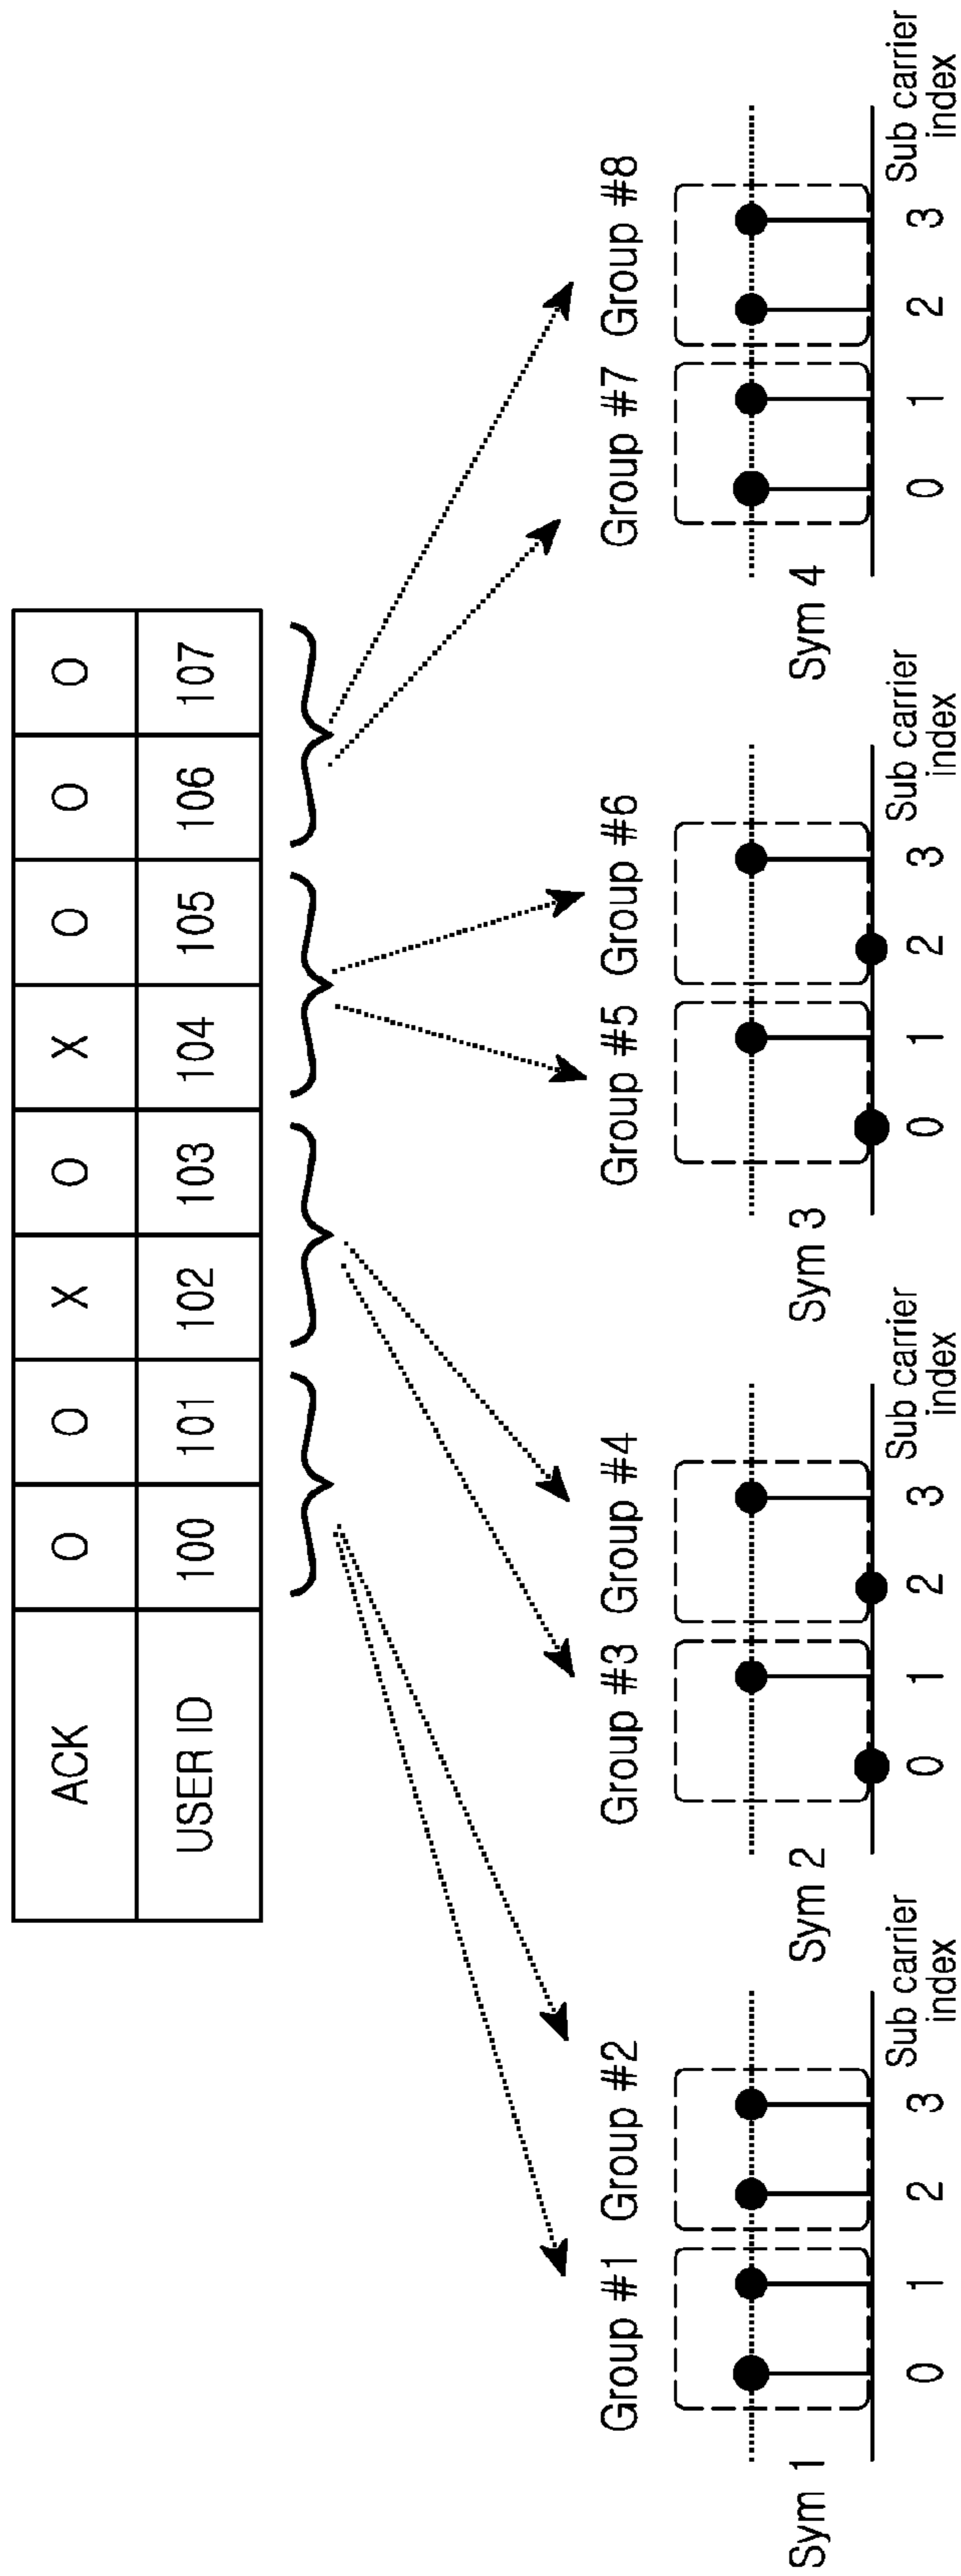 ACK O O X O X O O O
USER ID 100 101 102 103 104 105 106 107
Group #1 Group #2 Group #3 Group #4 Group #5 Group #6 Group #7 Group #8
Sym 1 Sym 2 Sym 3 Sym 4
0 1 2 3 Sub carrier
index
0 1 2 3 Sub carrier
index
0 1 2 3 Sub carrier
index
0 1 2 3 Sub carrier
index